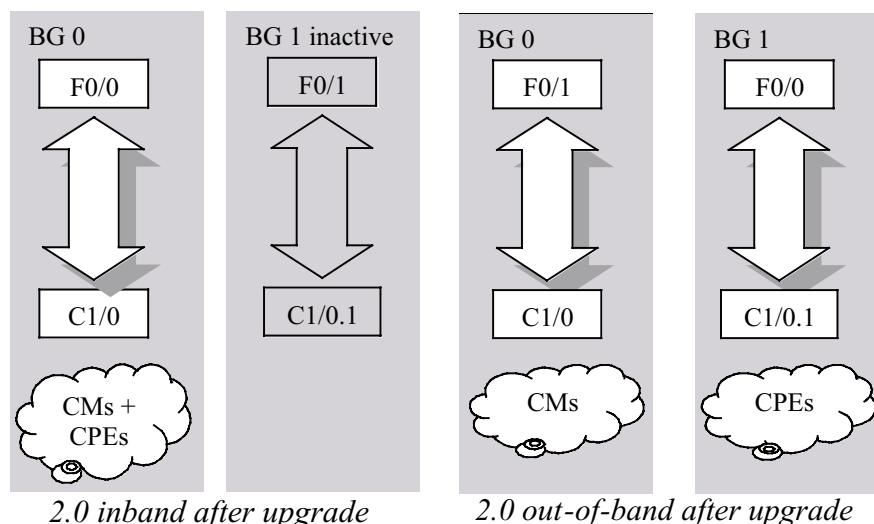 BG 0
F0/0
C1/0
CMs +
CPEs
BG 1 inactive
F0/1
C1/0.1
2.0 inband after upgrade
BG 0
F0/1
C1/0
CMs
BG 1
F0/0
C1/0.1
CPEs
2.0 out-of-band after upgrade